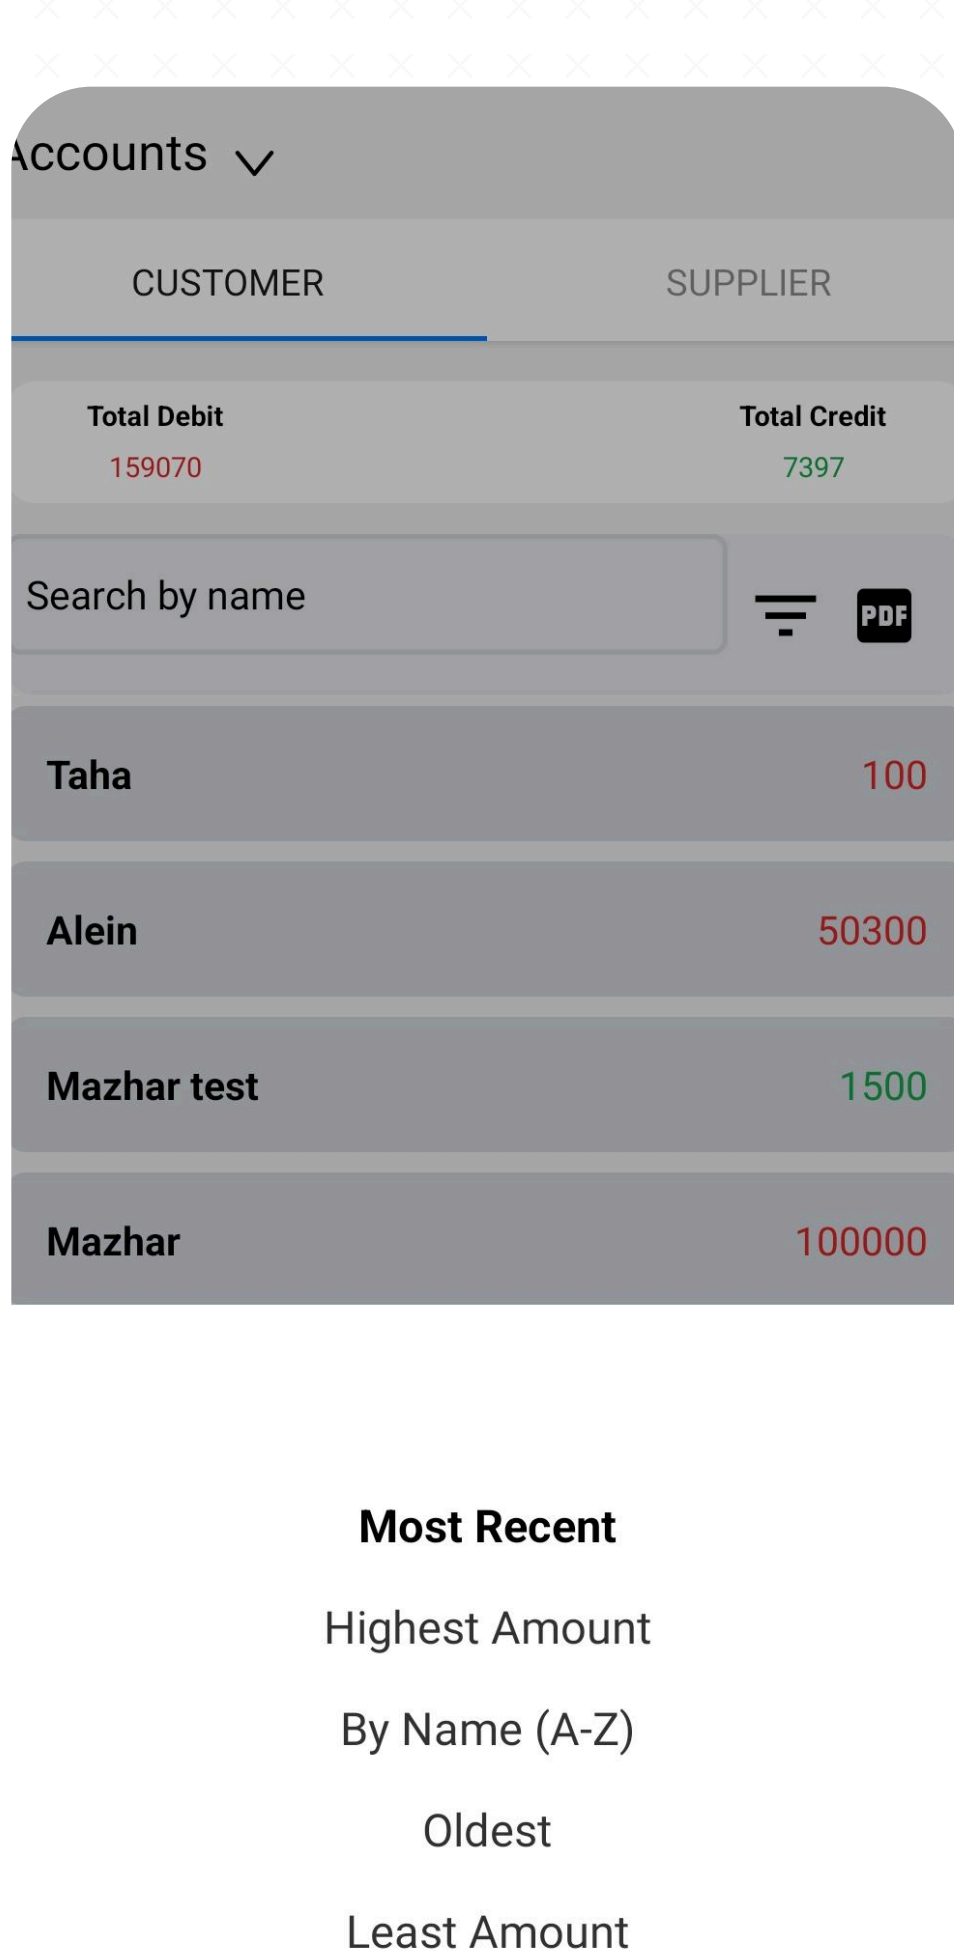 Accounts
CUSTOMER SUPPLIER
Total Debit Total Credit
159070 7397
Search by name PDF
Taha 100
Alein 50300
Mazhar test 1500
Mazhar 100000
Most Recent
Highest Amount
By Name (A-Z)
Oldest
Least Amount